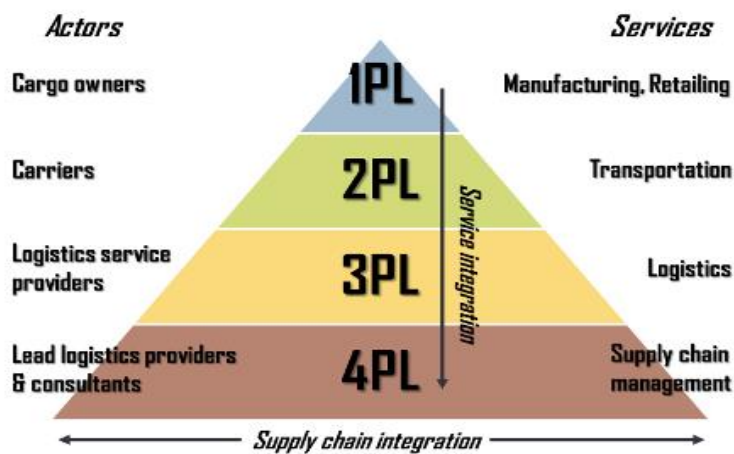 Actors
Services
Cargo owners
1PL
Manufacturing, Retailing
Carriers
2PL
Transportation
Service integration
Logistics service
providers
3PL
Logistics
Lead logistics providers
& consultants
4PL
Supply chain
management
Supply chain integration